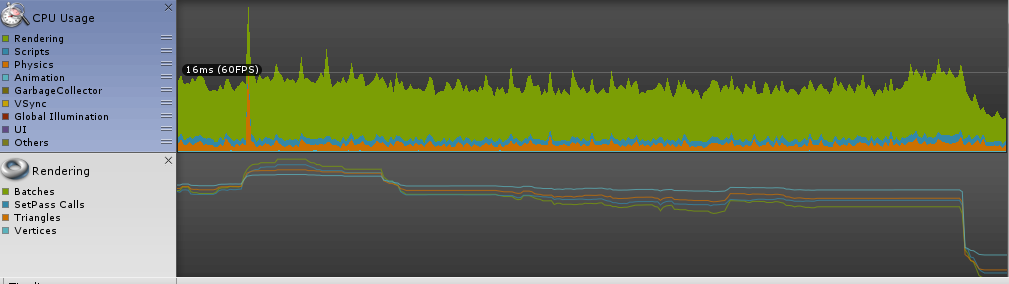 CPU Usage
Rendering
Scripts
Physics
Animation
GarbageCollector
VSync
Global Illumination
UI
Others
16ms (60FPS)
Rendering
Batches
SetPass Calls
Triangles
Vertices